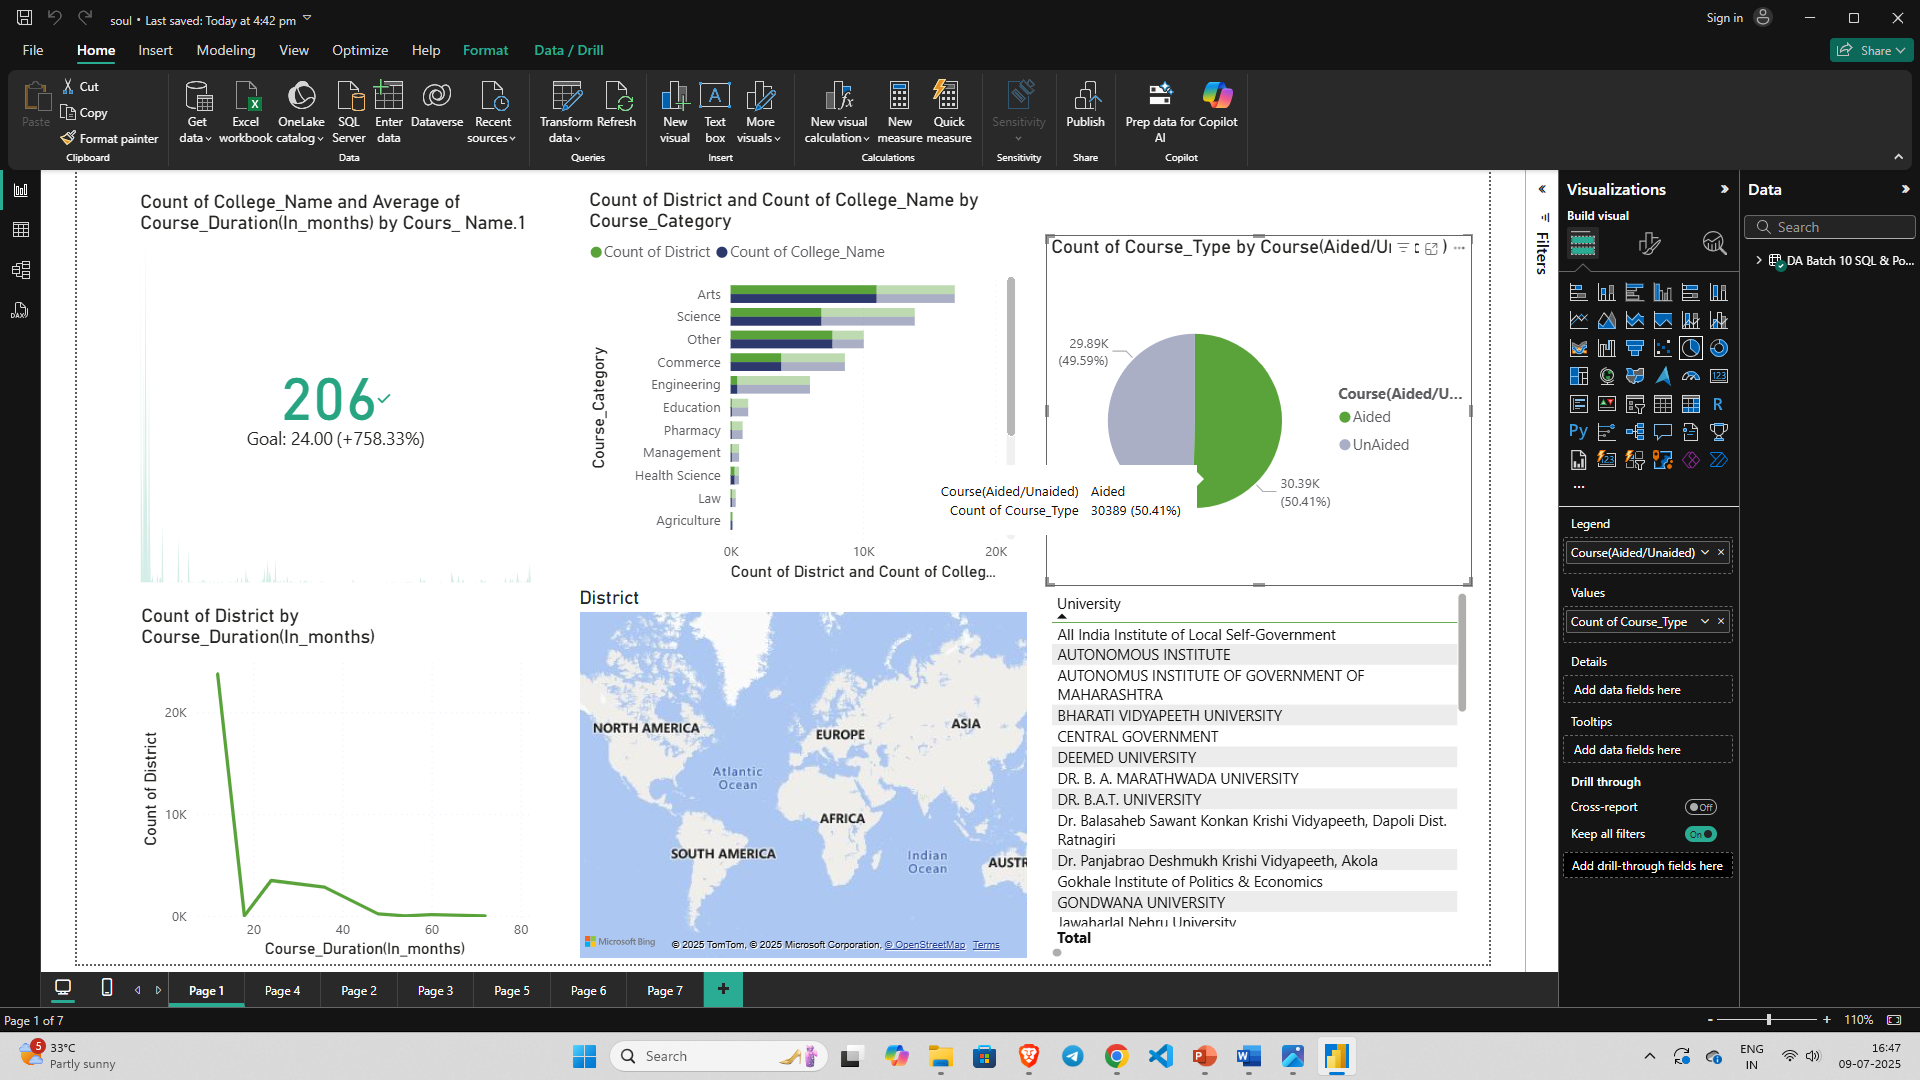 soul • Last saved: Today at 4:42 pm
Sign in
File
Home
Insert
Modeling
View
Optimize
Help
Format
Data / Drill
Share
Paste
Cut
Copy
Format painter
Clipboard
Get data
Excel workbook
OneLake catalog
SQL Server
Enter data
Dataverse
Recent sources
Data
Transform data
Refresh
Queries
New visual
Text box
More visuals
Insert
New visual calculation
New measure
Quick measure
Calculations
Sensitivity
Sensitivity
Publish
Share
Prep data for AI
Copilot
Copilot
Count of College_Name and Average of
Course_Duration(In_months) by Cours_ Name.1
206
Goal: 24.00 (+758.33%)
Count of District and Count of College_Name by
Course_Category
Count of District
Count of College_Name
Course_Category
Arts
Science
Other
Commerce
Engineering
Education
Pharmacy
Management
Health Science
Law
Agriculture
0K
10K
20K
Count of District and Count of Colleg...
Count of Course_Type by Course(Aided/Un
29.89K
(49.59%)
30.39K
(50.41%)
Course(Aided/U...
Aided
UnAided
Course(Aided/Unaided) Aided
Count of Course_Type 30389 (50.41%)
Count of District by
Course_Duration(In_months)
Count of District
20K
10K
0K
20
40
60
80
Course_Duration(In_months)
District
NORTH AMERICA
EUROPE
ASIA
Atlantic
Ocean
AFRICA
SOUTH AMERICA
Indian
Ocean
AUSTR
Microsoft Bing
© 2025 TomTom, © 2025 Microsoft Corporation, © OpenStreetMap Terms
University
All India Institute of Local Self-Government
AUTONOMOUS INSTITUTE
AUTONOMUS INSTITUTE OF GOVERNMENT OF
MAHARASHTRA
BHARATI VIDYAPEETH UNIVERSITY
CENTRAL GOVERNMENT
DEEMED UNIVERSITY
DR. B. A. MARATHWADA UNIVERSITY
DR. B.A.T. UNIVERSITY
Dr. Balasaheb Sawant Konkan Krishi Vidyapeeth, Dapoli Dist.
Ratnagiri
Dr. Panjabrao Deshmukh Krishi Vidyapeeth, Akola
Gokhale Institute of Politics & Economics
GONDWANA UNIVERSITY
Jawaharlal Nehru University
Total
Filters
Visualizations
Build visual
R
Py
...
Legend
Course(Aided/Unaided)
Values
Count of Course_Type
Details
Add data fields here
Tooltips
Add data fields here
Drill through
Cross-report
Off
Keep all filters
On
Add drill-through fields here
Data
Search
DA Batch 10 SQL & Po...
Page 1
Page 4
Page 2
Page 3
Page 5
Page 6
Page 7
+
Page 1 of 7
- + 110%
5
33°C
Partly sunny
Search
ENG
IN
16:47
09-07-2025